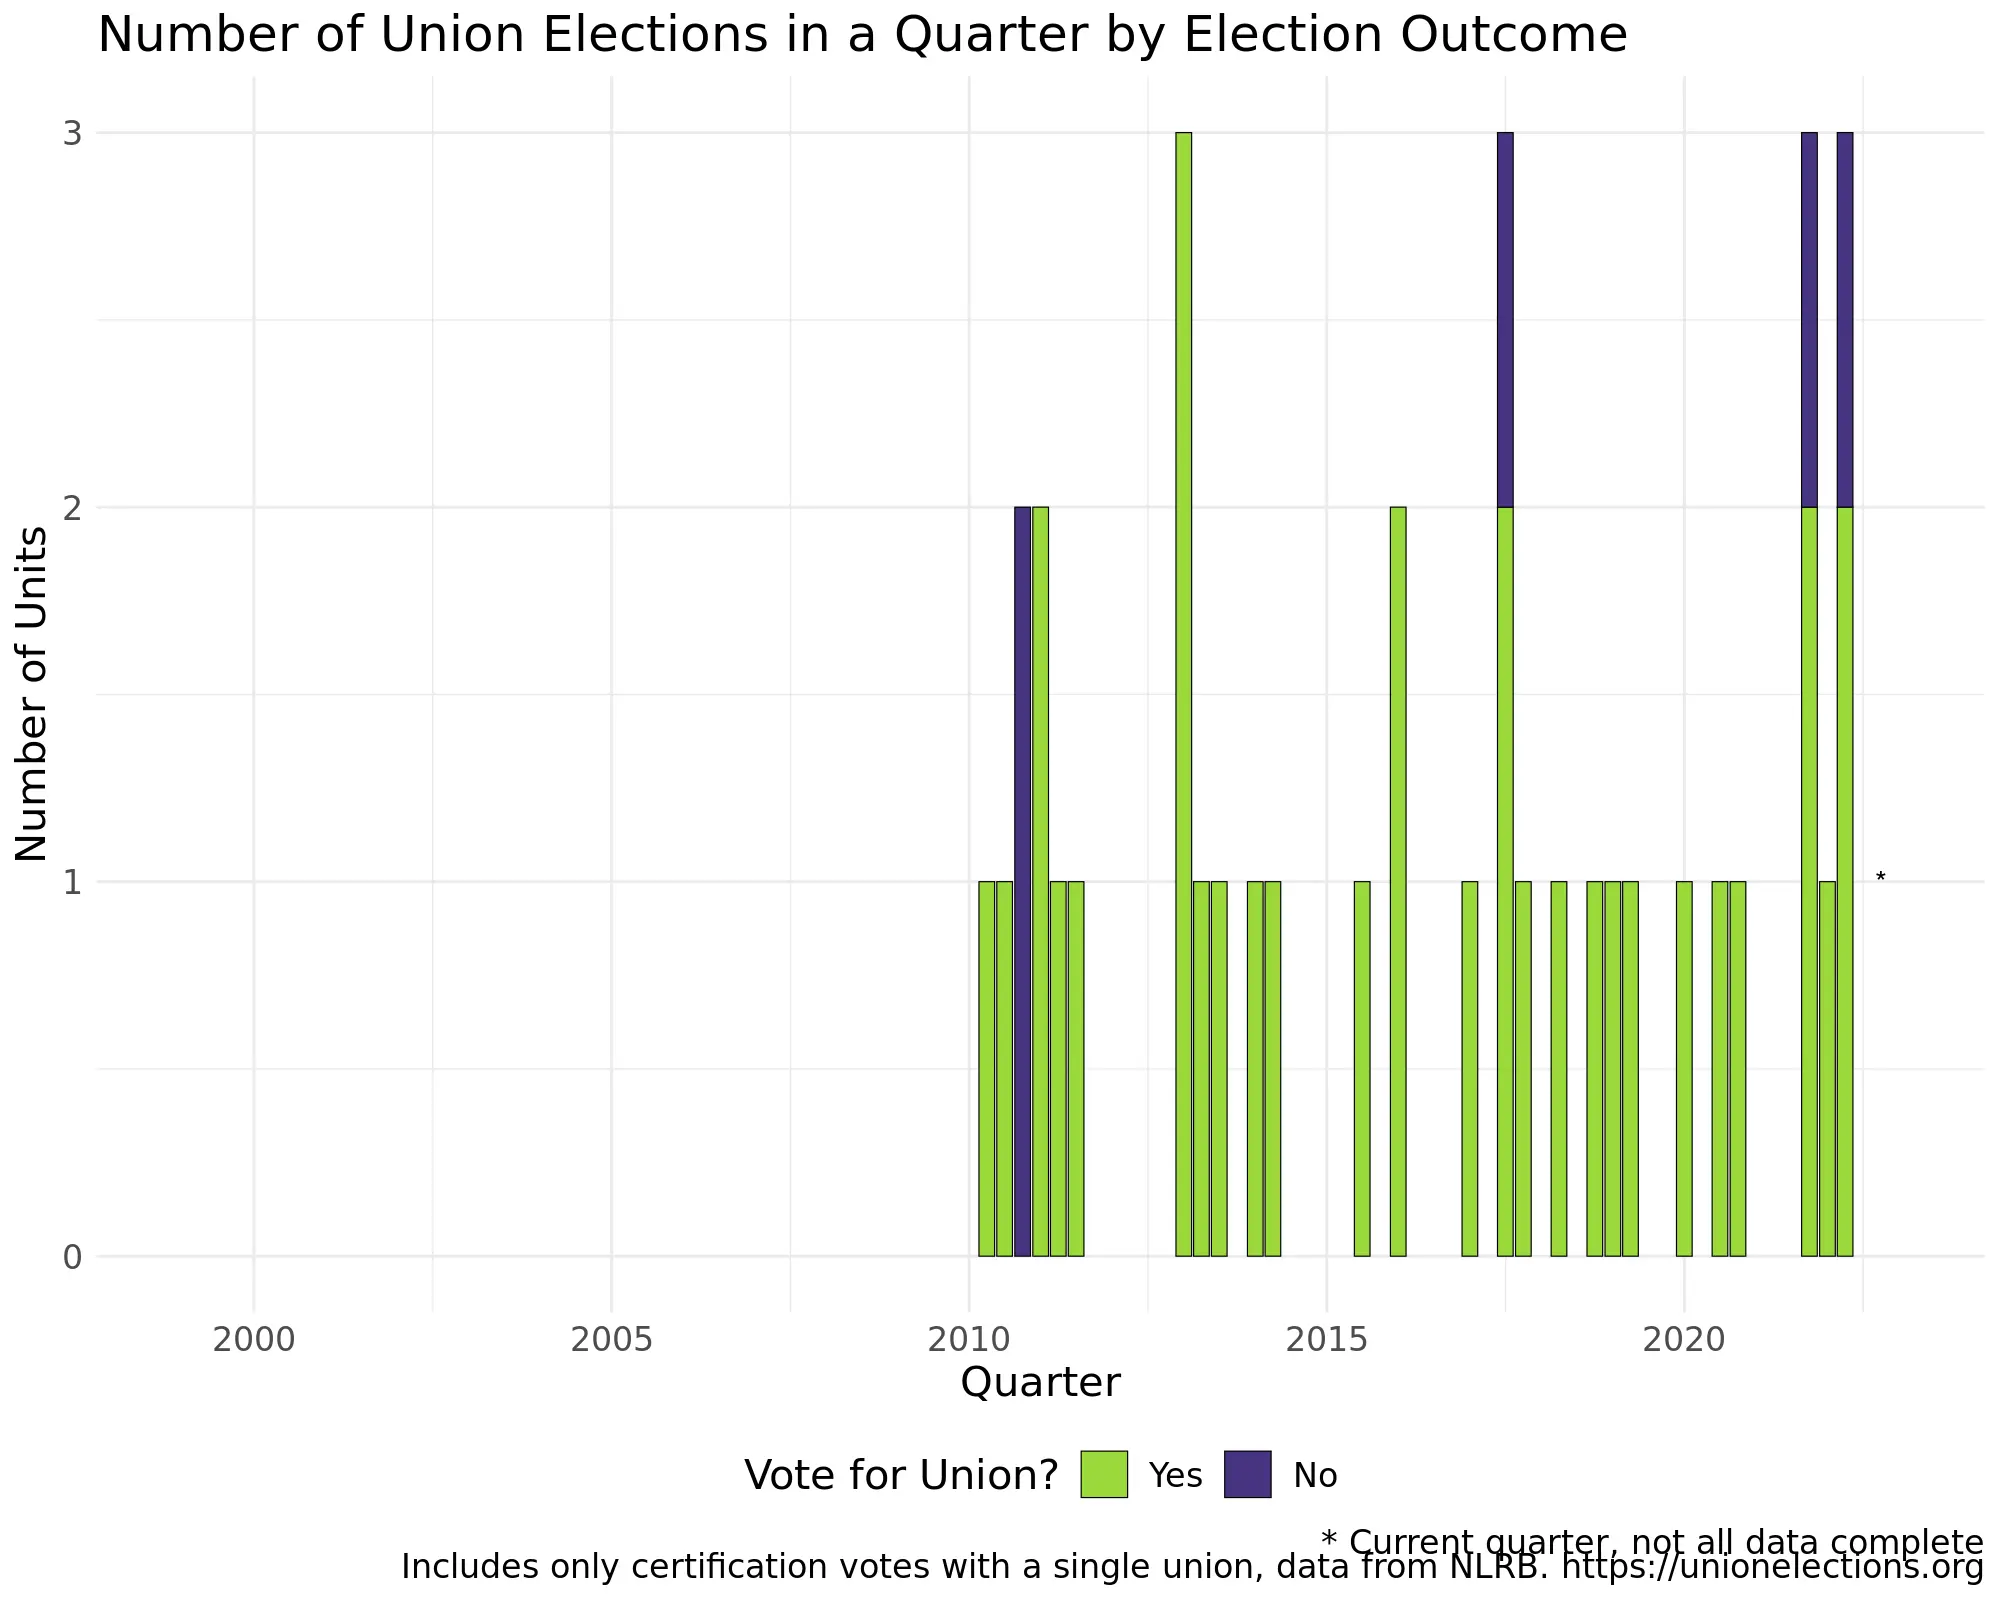 Number of Union Elections in a Quarter by Election Outcome
3
2
1
0
Number of Units
*
2000 2005 2010 2015 2020
Quarter
Vote for Union? Yes No
* Current quarter, not all data complete
Includes only certification votes with a single union, data from NLRB. https://unionelections.org